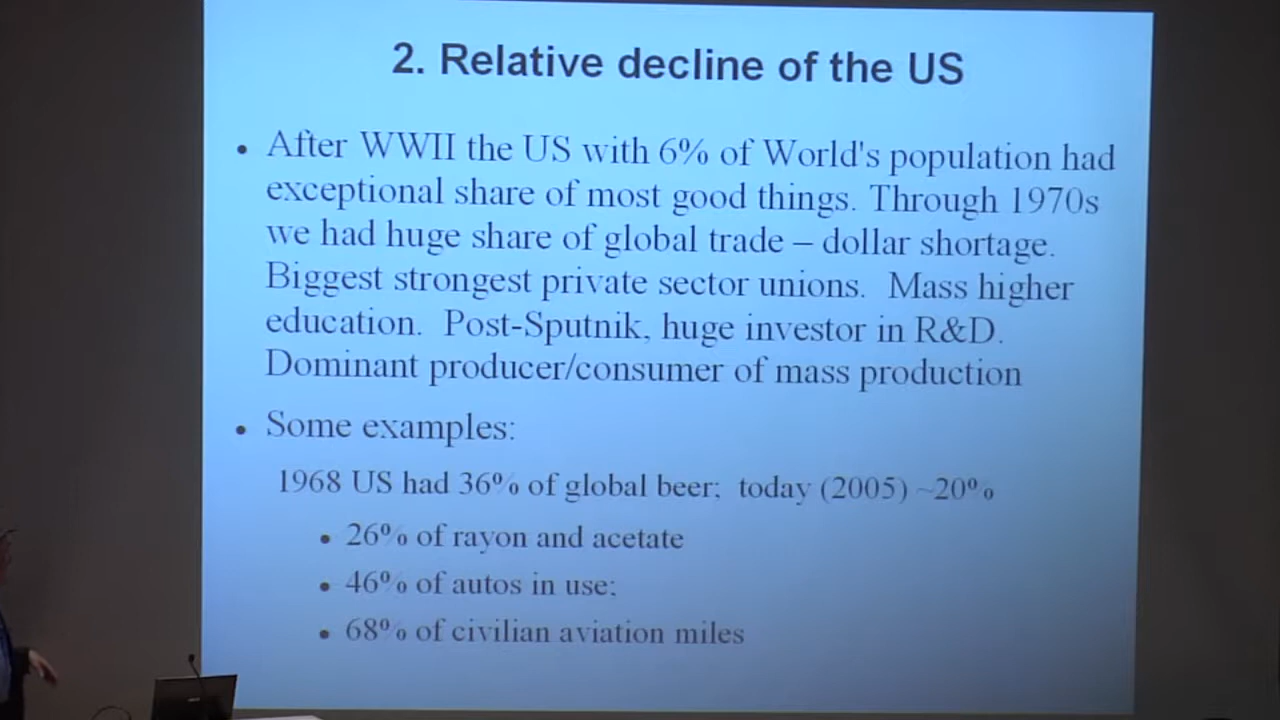 2. Relative decline of the US
• After WWII the US with 6% of World's population had
exceptional share of most good things. Through 1970s
we had huge share of global trade – dollar shortage.
Biggest strongest private sector unions.  Mass higher
education.  Post-Sputnik, huge investor in R&D.
Dominant producer/consumer of mass production
• Some examples:
1968 US had 36% of global beer;  today (2005) ~20%
• 26% of rayon and acetate
• 46% of autos in use;
• 68% of civilian aviation miles